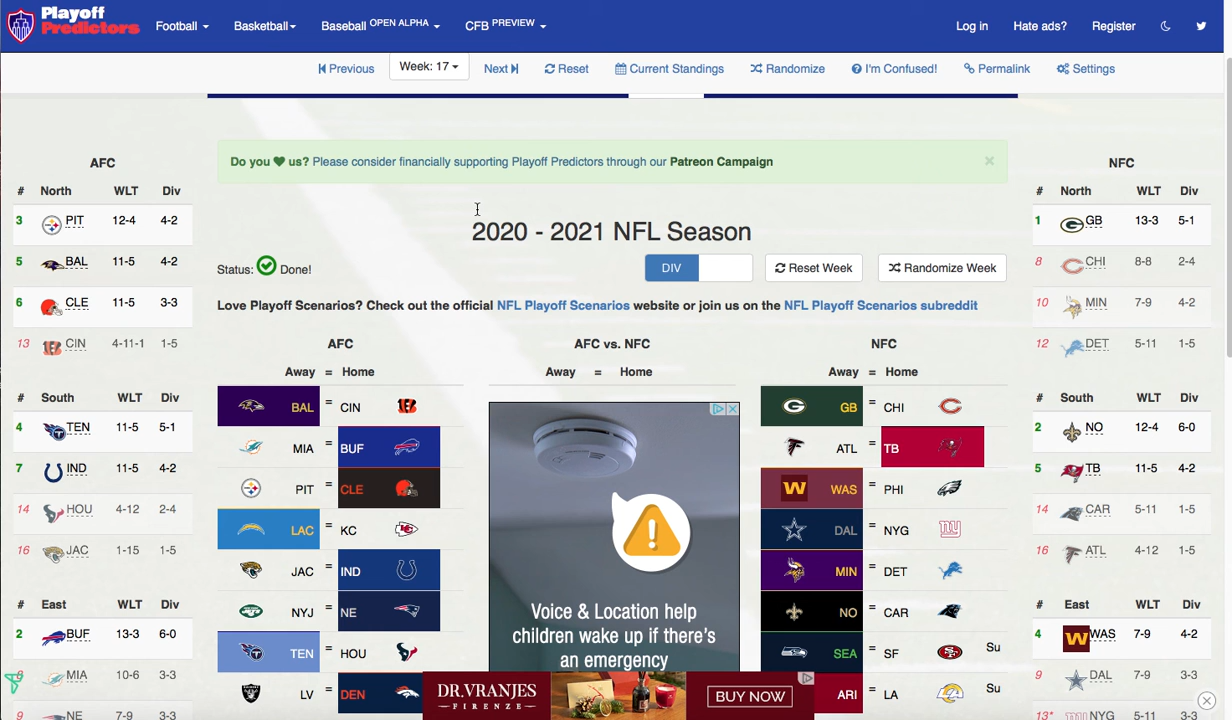 Playoff Predictors
Football Basketball Baseball OPEN ALPHA CFB PREVIEW Log in Hate ads? Register
Previous Week: 17 Next Reset Current Standings Randomize I'm Confused! Permalink Settings
Do you us? Please consider financially supporting Playoff Predictors through our Patreon Campaign ×
2020 - 2021 NFL Season
Status: Done! DIV Reset Week Randomize Week
Love Playoff Scenarios? Check out the official NFL Playoff Scenarios website or join us on the NFL Playoff Scenarios subreddit
AFC
# North WLT Div
3 PIT 12-4 4-2
5 BAL 11-5 4-2
6 CLE 11-5 3-3
13 CIN 4-11-1 1-5
# South WLT Div
4 TEN 11-5 5-1
7 IND 11-5 4-2
14 HOU 4-12 2-4
16 JAC 1-15 1-5
# East WLT Div
2 BUF 13-3 6-0
MIA 10-6 3-3
9 NE 7-9 3-3
AFC
Away = Home
BAL = CIN
MIA = BUF
PIT = CLE
LAC = KC
JAC = IND
NYJ = NE
TEN = HOU
LV = DEN
AFC vs. NFC
Away = Home
Voice & Location help
children wake up if there's
an emergency
DR.VRANJES
FIRENZE
BUY NOW
NFC
Away = Home
GB = CHI
ATL = TB
WAS = PHI
DAL = NYG
MIN = DET
NO = CAR
SEA = SF Su
ARI = LA Su
NFC
# North WLT Div
1 GB 13-3 5-1
8 CHI 8-8 2-4
10 MIN 7-9 4-2
12 DET 5-11 1-5
# South WLT Div
2 NO 12-4 6-0
5 TB 11-5 4-2
14 CAR 5-11 1-5
16 ATL 4-12 1-5
# East WLT Div
4 WAS 7-9 4-2
9 DAL 7-9 3-3
13* NYG 5-11 3-3